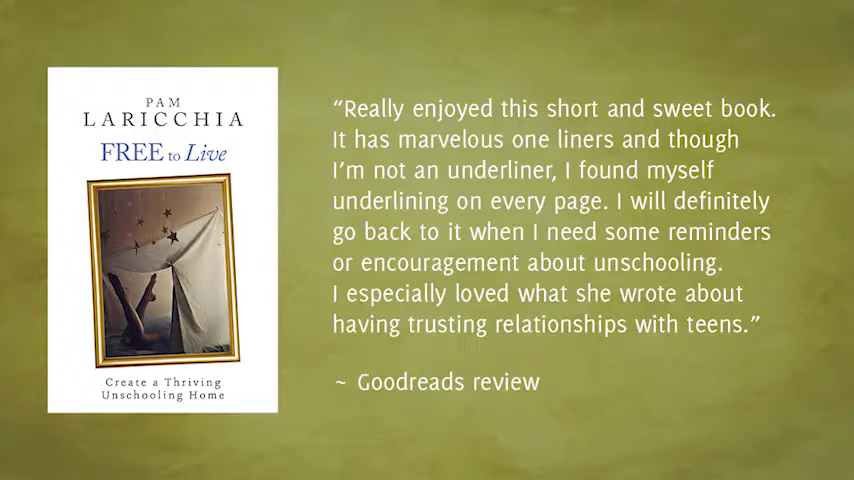 PAM
LARICCHIA
FREE to Live
Create a Thriving
Unschooling Home
“Really enjoyed this short and sweet book.
It has marvelous one liners and though
I’m not an underliner, I found myself
underlining on every page. I will definitely
go back to it when I need some reminders
or encouragement about unschooling.
I especially loved what she wrote about
having trusting relationships with teens.”
~ Goodreads review